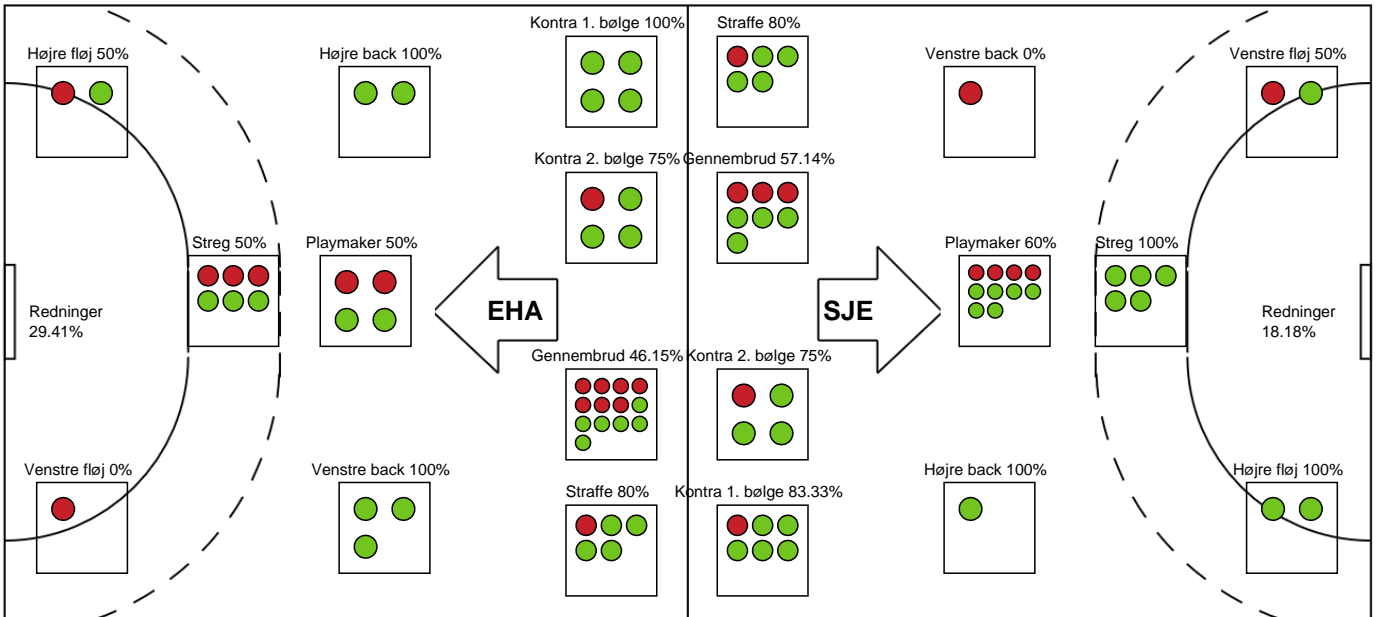 Kontra 1. bølge 100%
Straffe 80%
Højre fløj 50%
Højre back 100%
Venstre back 0%
Venstre fløj 50%
Kontra 2. bølge 75%
Gennembrud 57.14%
Streg 50%
Playmaker 50%
Playmaker 60%
Streg 100%
EHA
SJE
Redninger
29.41%
Redninger
18.18%
Gennembrud 46.15%
Kontra 2. bølge 75%
Venstre fløj 0%
Venstre back 100%
Højre back 100%
Højre fløj 100%
Straffe 80%
Kontra 1. bølge 83.33%